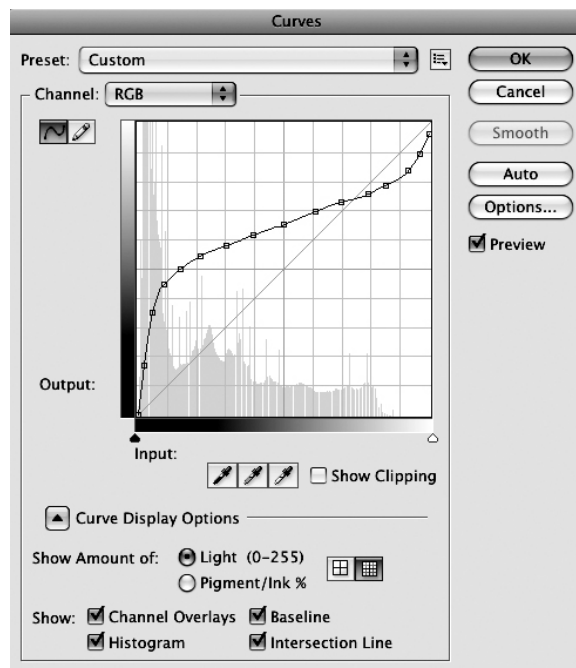 Curves
Preset: Custom
OK
Channel: RGB
Cancel
Smooth
Auto
Options...
Preview
Output:
Input:
Show Clipping
Curve Display Options
Show Amount of: Light (0-255)
Pigment/Ink %
Show: Channel Overlays Baseline
Histogram Intersection Line